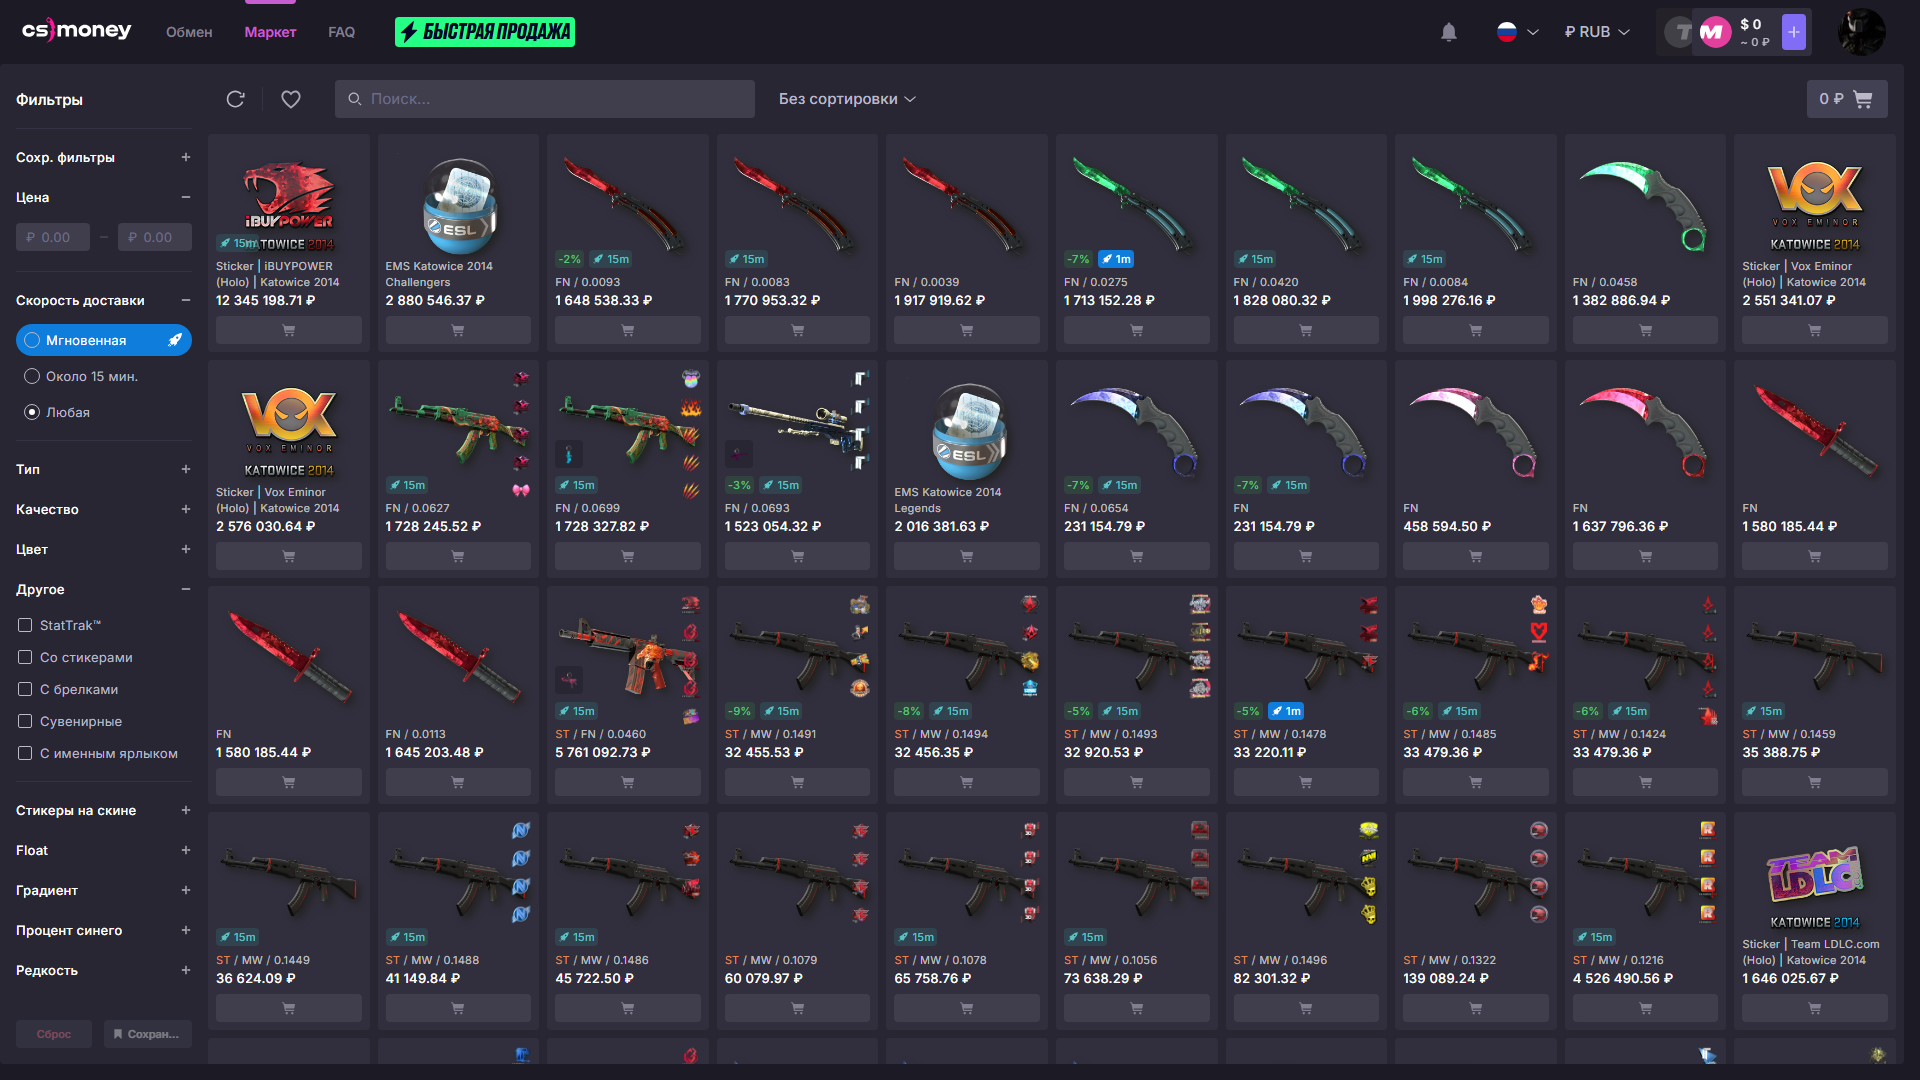 cs money
Обмен
Маркет
FAQ
БЫСТРАЯ ПРОДАЖА
₽ RUB
T
M
$ 0
~ 0 ₽
+
Фильтры
Поиск...
Без сортировки
0 ₽
Сохр. фильтры
Цена
₽ 0.00 – ₽ 0.00
Скорость доставки
Мгновенная
Около 15 мин.
Любая
Тип
Качество
Цвет
Другое
StatTrak™
Со стикерами
С брелками
Сувенирные
С именным ярлыком
Стикеры на скине
Float
Градиент
Процент синего
Редкость
Сброс
Сохран...
iBUYPOWER
KATOWICE 2014
15m
Sticker | iBUYPOWER
(Holo) | Katowice 2014
12 345 198.71 ₽
ESL
EMS Katowice 2014
Challengers
2 880 546.37 ₽
-2% 15m
FN / 0.0093
1 648 538.33 ₽
15m
FN / 0.0083
1 770 953.32 ₽
FN / 0.0039
1 917 919.62 ₽
-7% 1m
FN / 0.0275
1 713 152.28 ₽
15m
FN / 0.0420
1 828 080.32 ₽
15m
FN / 0.0084
1 998 276.16 ₽
FN / 0.0458
1 382 886.94 ₽
VOX
VOX EMINOR
KATOWICE 2014
Sticker | Vox Eminor
(Holo) | Katowice 2014
2 551 341.07 ₽
VOX
VOX EMINOR
KATOWICE 2014
Sticker | Vox Eminor
(Holo) | Katowice 2014
2 576 030.64 ₽
15m
FN / 0.0627
1 728 245.52 ₽
15m
FN / 0.0699
1 728 327.82 ₽
-3% 15m
FN / 0.0693
1 523 054.32 ₽
ESL
EMS Katowice 2014
Legends
2 016 381.63 ₽
-7% 15m
FN / 0.0654
231 154.79 ₽
-7% 15m
FN
231 154.79 ₽
FN
458 594.50 ₽
FN
1 637 796.36 ₽
FN
1 580 185.44 ₽
FN
1 580 185.44 ₽
FN / 0.0113
1 645 203.48 ₽
15m
ST / FN / 0.0460
5 761 092.73 ₽
-9% 15m
ST / MW / 0.1491
32 455.53 ₽
-8% 15m
ST / MW / 0.1494
32 456.35 ₽
-5% 15m
ST / MW / 0.1493
32 920.53 ₽
-5% 1m
ST / MW / 0.1478
33 220.11 ₽
-6% 15m
ST / MW / 0.1485
33 479.36 ₽
-6% 15m
ST / MW / 0.1424
33 479.36 ₽
15m
ST / MW / 0.1459
35 388.75 ₽
15m
ST / MW / 0.1449
36 624.09 ₽
15m
ST / MW / 0.1488
41 149.84 ₽
15m
ST / MW / 0.1486
45 722.50 ₽
ST / MW / 0.1079
60 079.97 ₽
15m
ST / MW / 0.1078
65 758.76 ₽
15m
ST / MW / 0.1056
73 638.29 ₽
ST / MW / 0.1496
82 301.32 ₽
ST / MW / 0.1322
139 089.24 ₽
15m
ST / MW / 0.1216
4 526 490.56 ₽
TEAM
LDLC
KATOWICE 2014
Sticker | Team LDLC.com
(Holo) | Katowice 2014
1 646 025.67 ₽